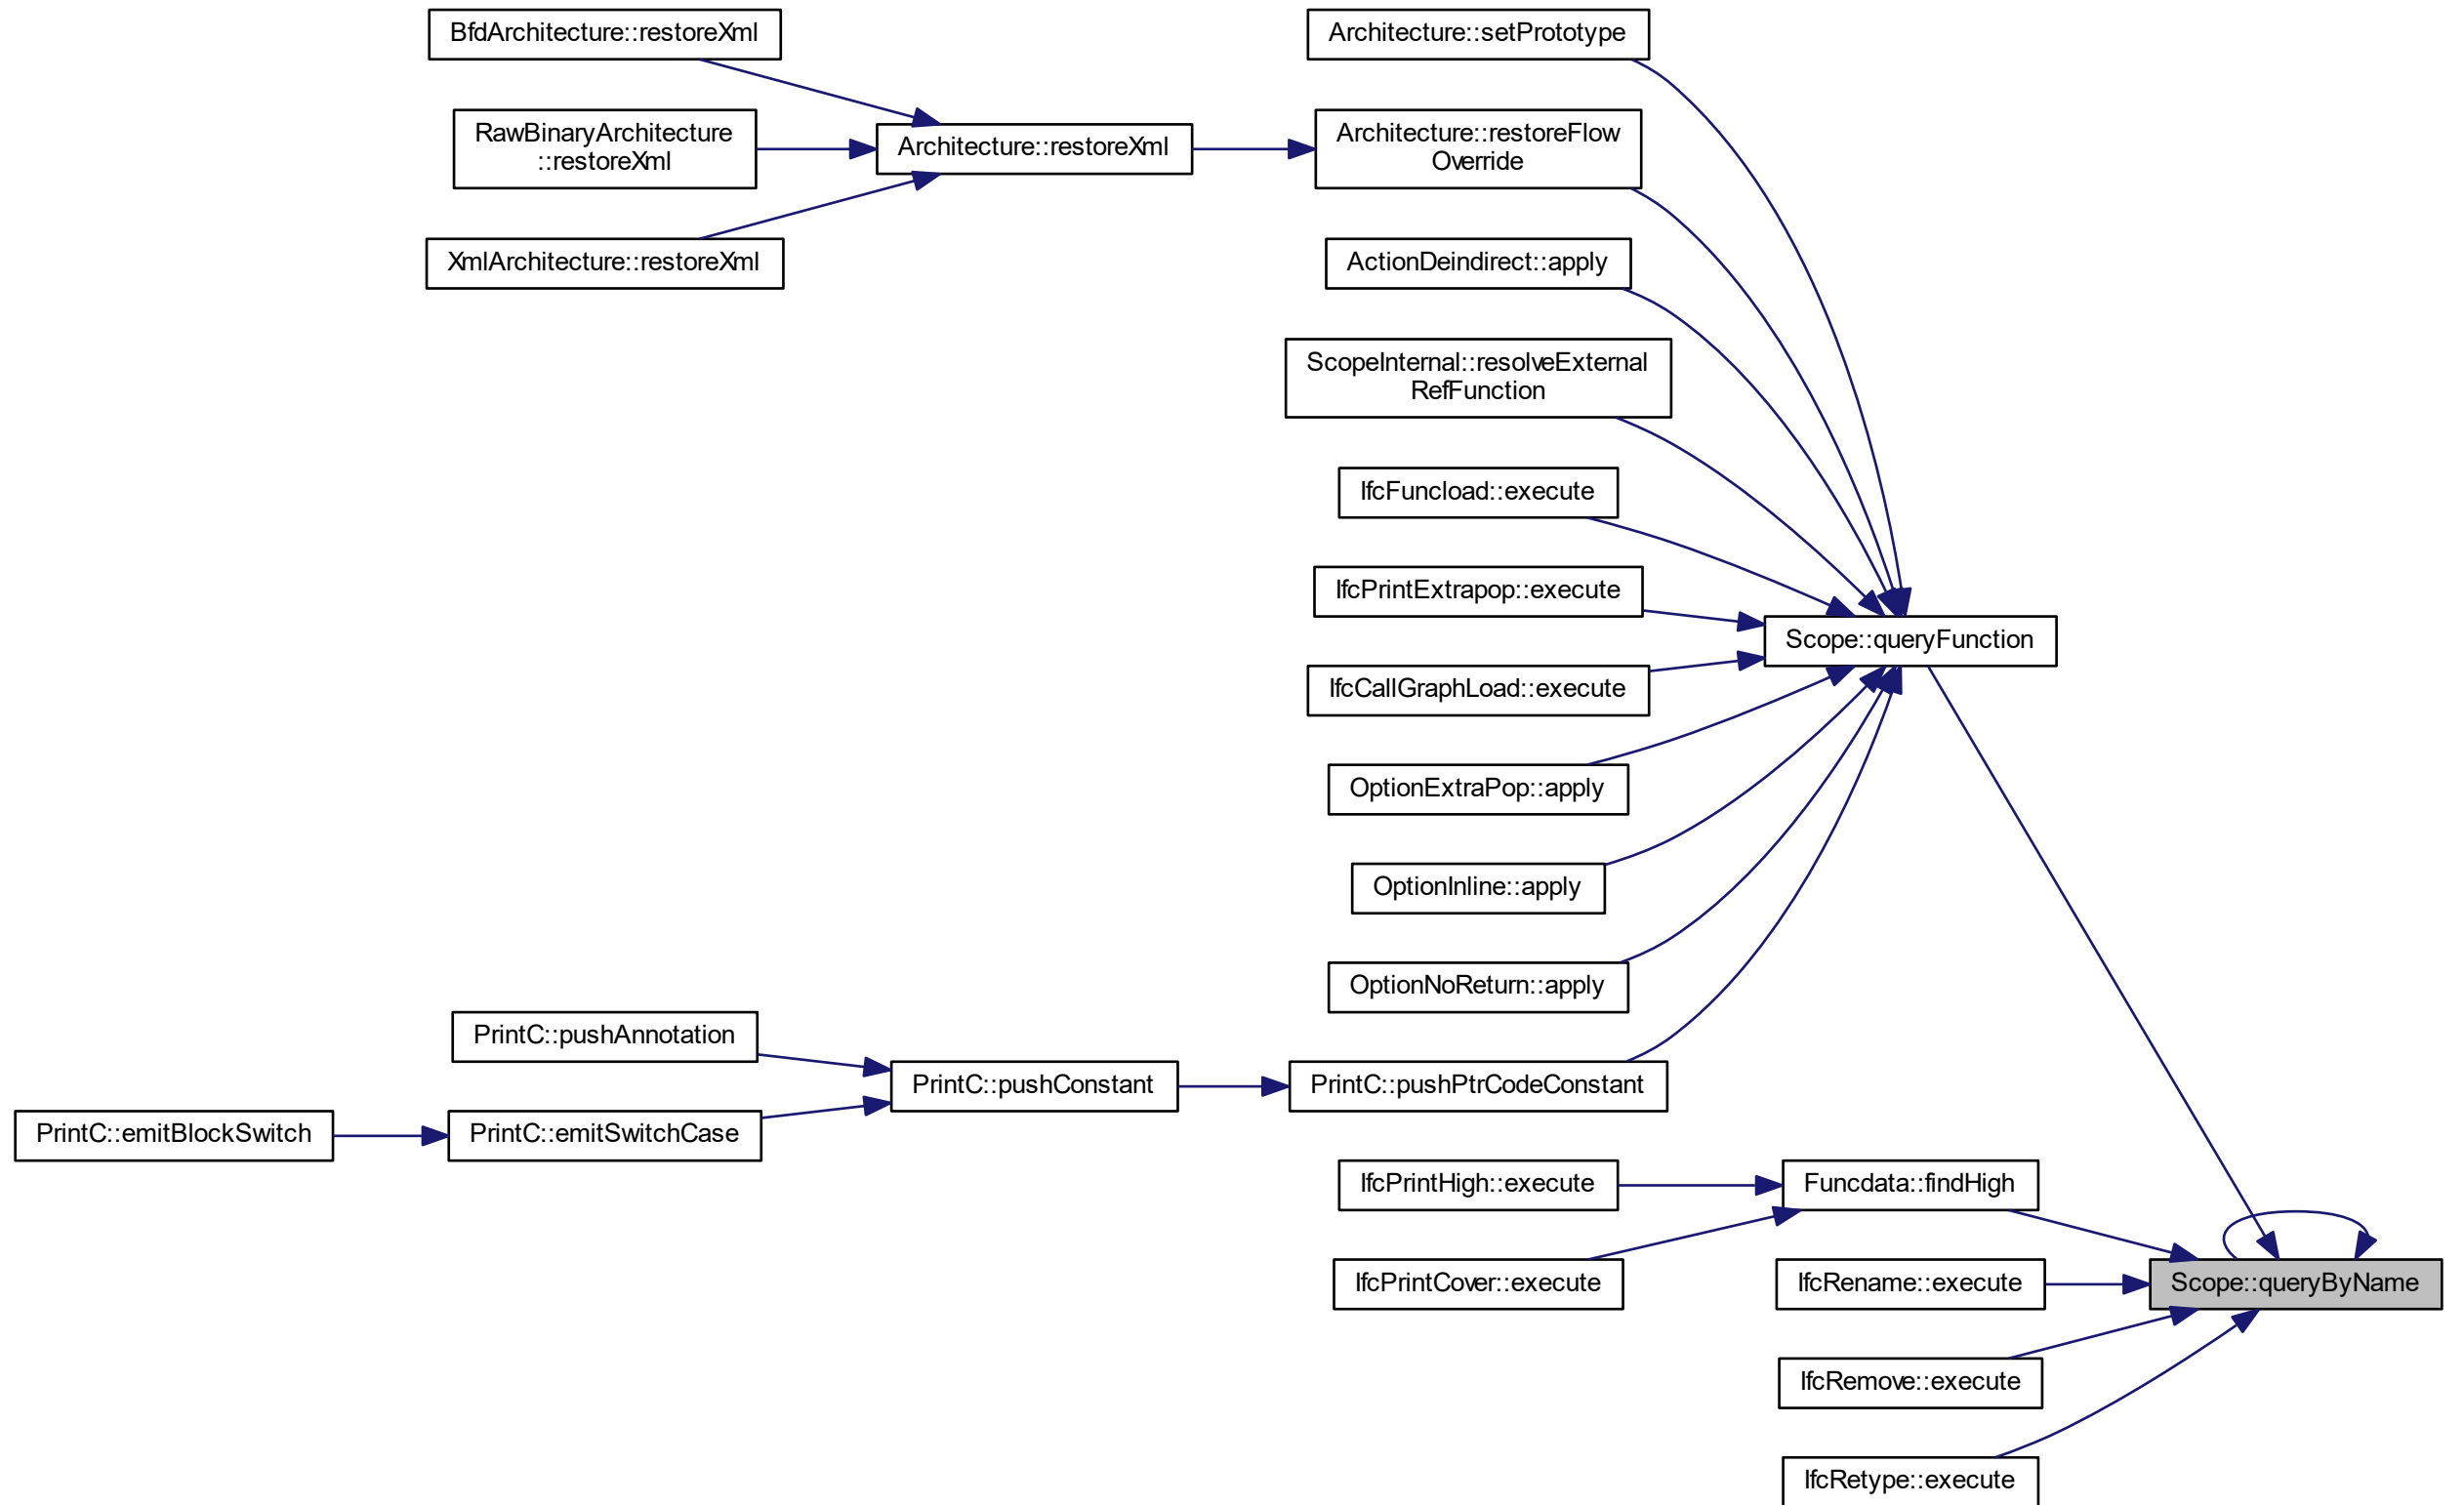 BfdArchitecture::restoreXml
Architecture::setPrototype
RawBinaryArchitecture
::restoreXml
Architecture::restoreXml
Architecture::restoreFlow
Override
XmlArchitecture::restoreXml
ActionDeindirect::apply
ScopeInternal::resolveExternal
RefFunction
IfcFuncload::execute
IfcPrintExtrapop::execute
Scope::queryFunction
IfcCallGraphLoad::execute
OptionExtraPop::apply
OptionInline::apply
OptionNoReturn::apply
PrintC::pushAnnotation
PrintC::pushConstant
PrintC::pushPtrCodeConstant
PrintC::emitBlockSwitch
PrintC::emitSwitchCase
IfcPrintHigh::execute
Funcdata::findHigh
IfcPrintCover::execute
IfcRename::execute
Scope::queryByName
IfcRemove::execute
IfcRetype::execute